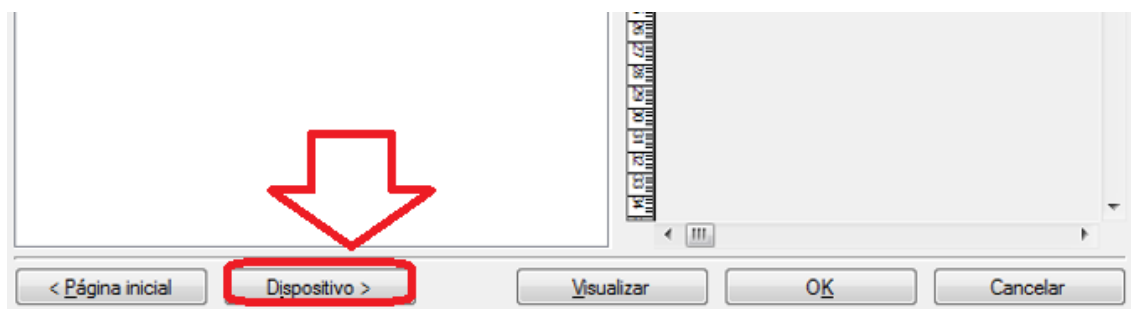 < Página inicial
Dispositivo >
Visualizar
OK
Cancelar